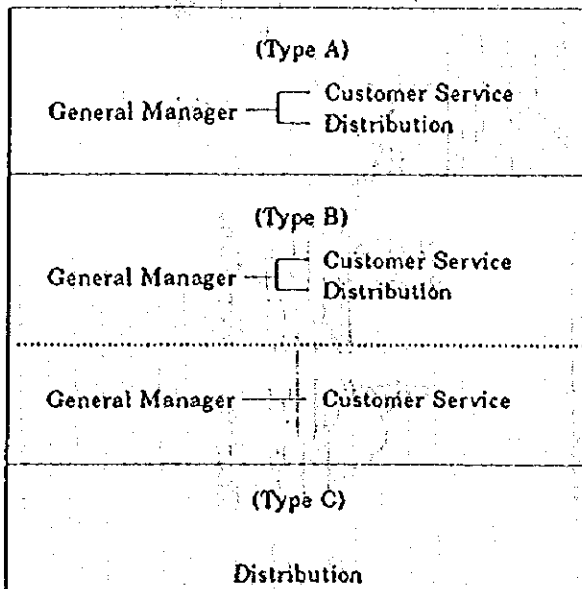 (Type A)
Customer Service
General Manager
Distribution
(Type B)
Customer Service
General Manager
Distribution
General Manager Customer Service
(Type C)
Distribution